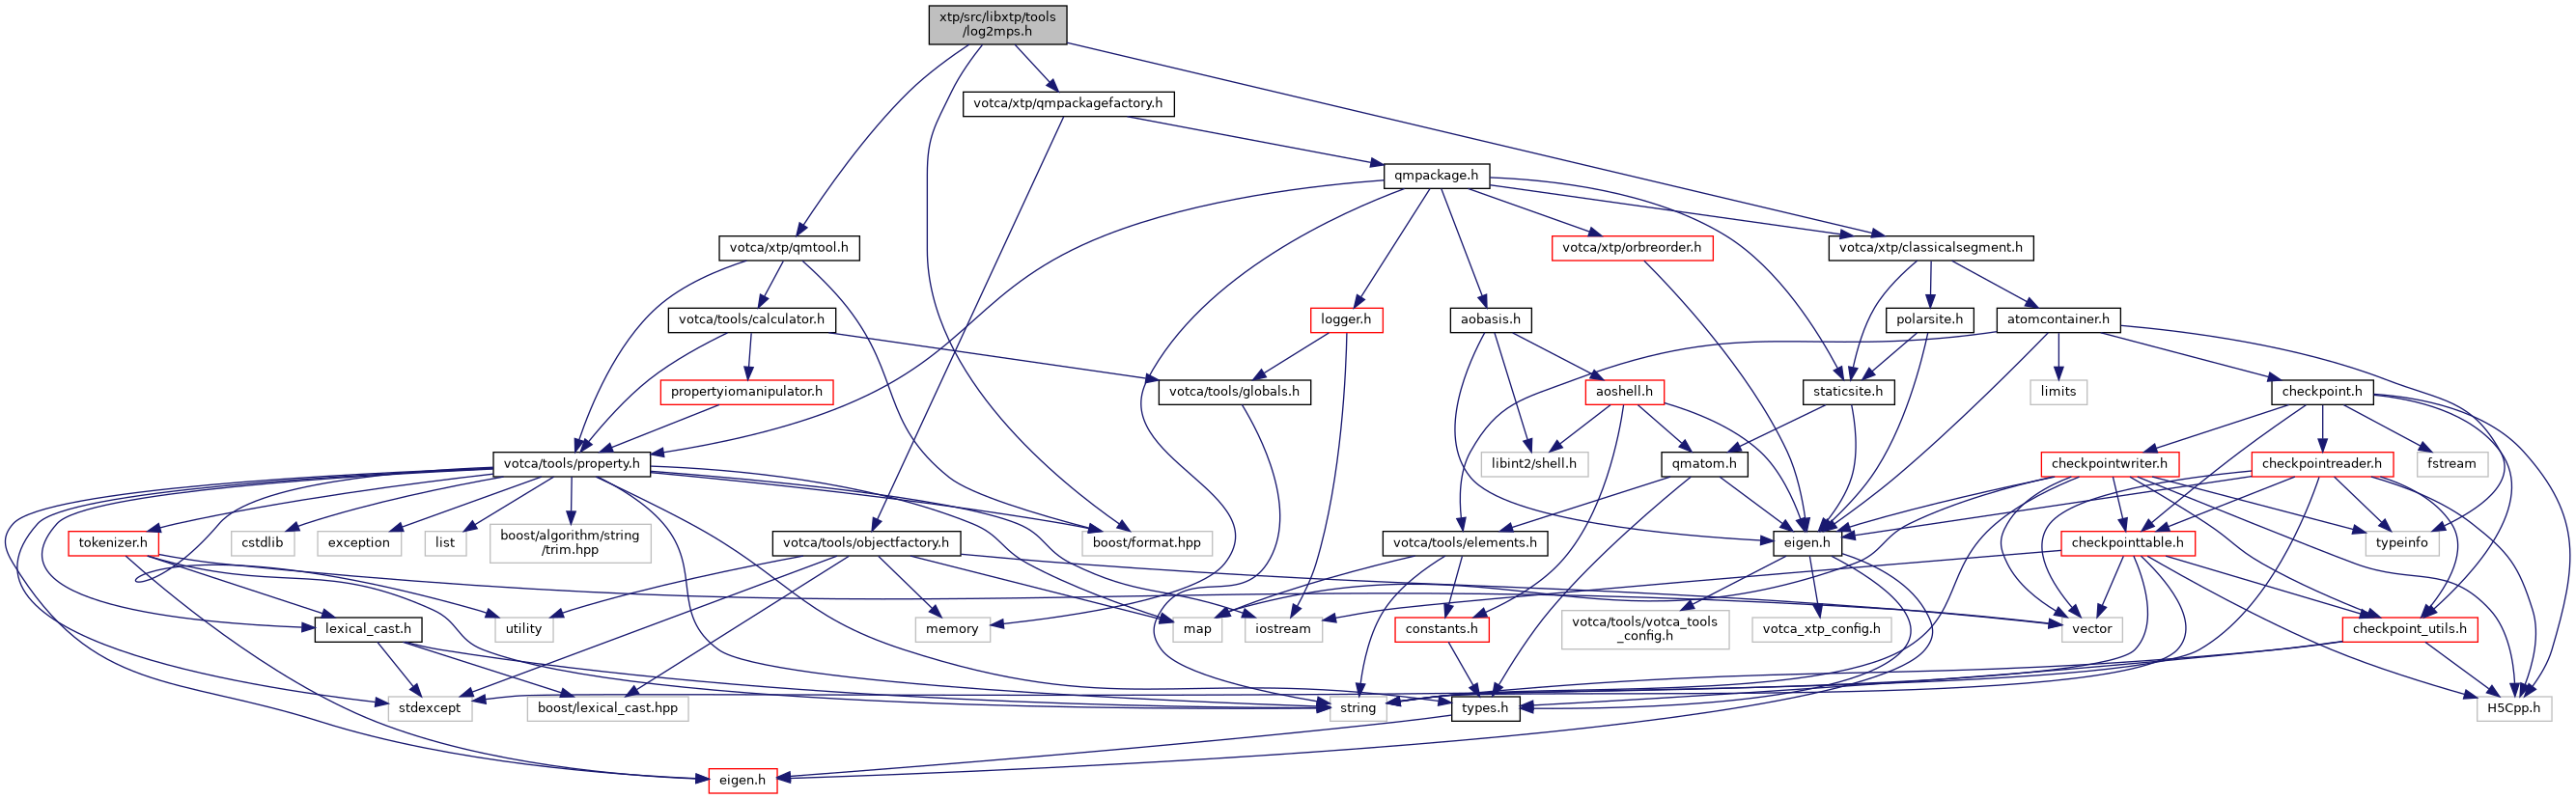 xtp/src/libxtp/tools
/log2mps.h
votca/xtp/qmpackagefactory.h
qmpackage.h
votca/xtp/qmtool.h
votca/xtp/orbreorder.h
votca/xtp/classicalsegment.h
votca/tools/calculator.h
logger.h
aobasis.h
polarsite.h
atomcontainer.h
propertyiomanipulator.h
votca/tools/globals.h
aoshell.h
staticsite.h
limits
checkpoint.h
votca/tools/property.h
libint2/shell.h
qmatom.h
checkpointwriter.h
checkpointreader.h
fstream
tokenizer.h
cstdlib
exception
list
boost/algorithm/string
/trim.hpp
votca/tools/objectfactory.h
boost/format.hpp
votca/tools/elements.h
eigen.h
checkpointtable.h
typeinfo
lexical_cast.h
utility
memory
map
iostream
constants.h
votca/tools/votca_tools
_config.h
votca_xtp_config.h
vector
checkpoint_utils.h
stdexcept
boost/lexical_cast.hpp
string
types.h
H5Cpp.h
eigen.h